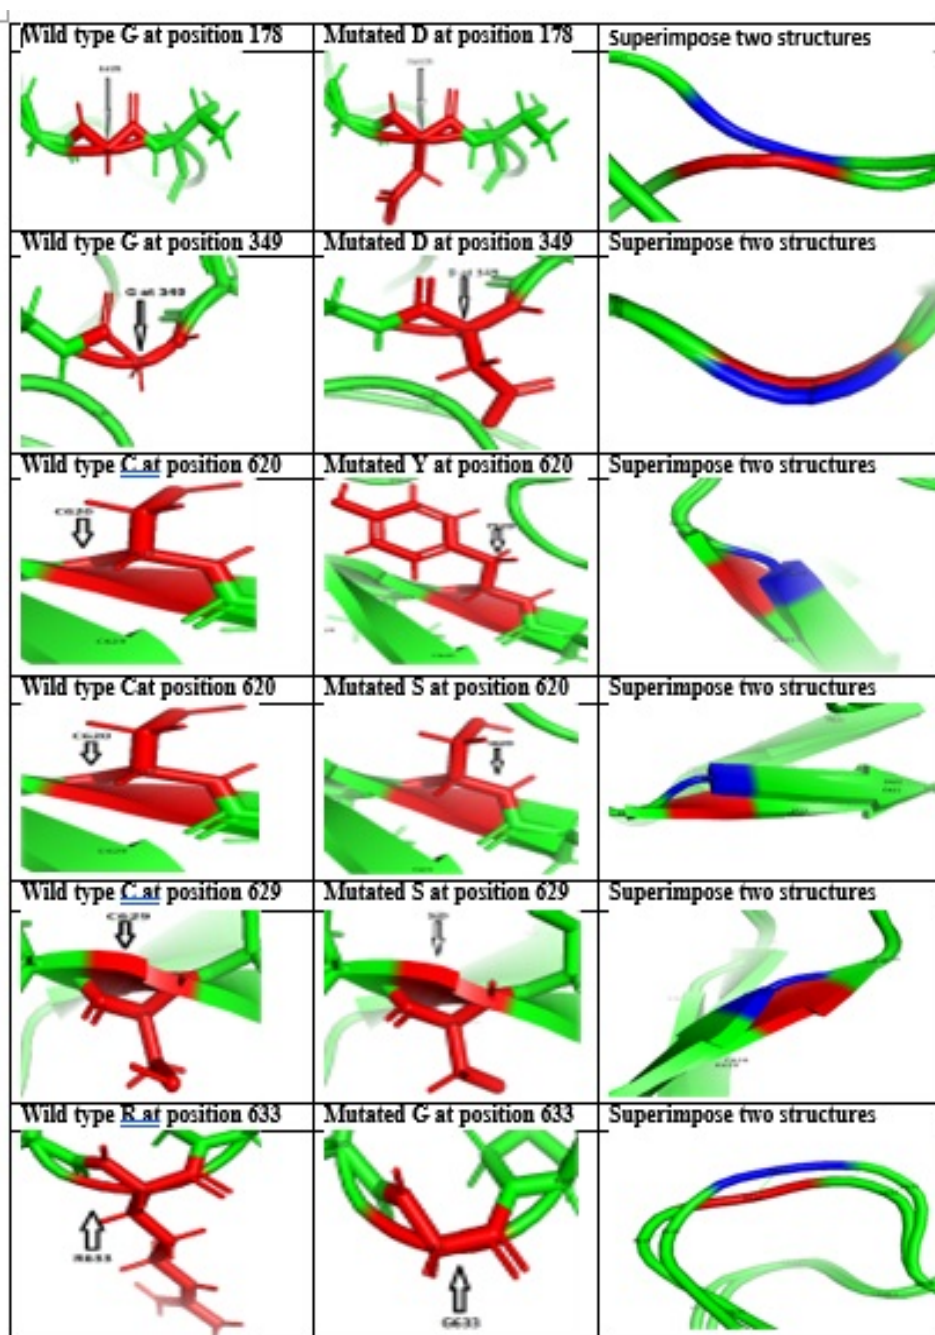 Wild type G at position 178
Mutated D at position 178
Superimpose two structures
Wild type G at position 349
Mutated D at position 349
Superimpose two structures
G at 349
D at 349
Wild type C at position 620
Mutated Y at position 620
Superimpose two structures
C620
Wild type Cat position 620
Mutated S at position 620
Superimpose two structures
C620
Wild type C at position 629
Mutated S at position 629
Superimpose two structures
C629
Wild type R at position 633
Mutated G at position 633
Superimpose two structures
R633
G633